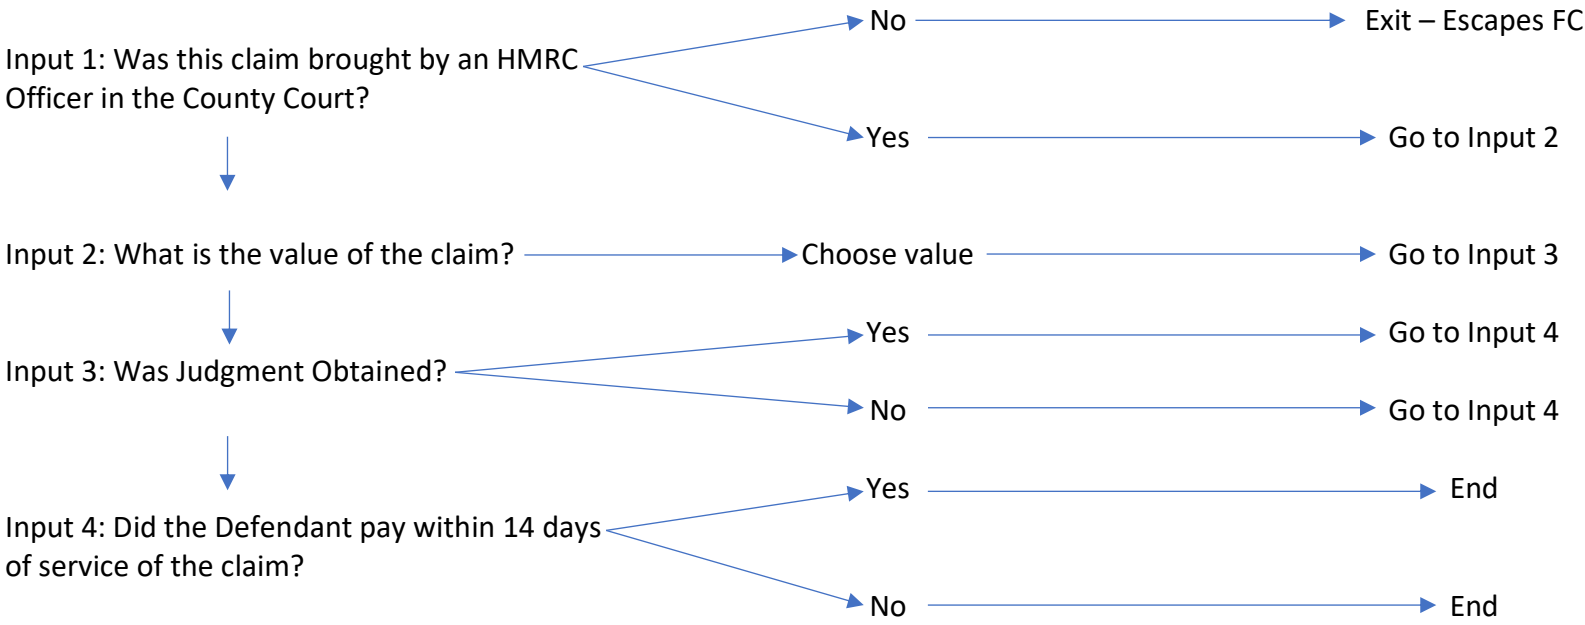 No
Exit – Escapes FC
Input 1: Was this claim brought by an HMRC
Officer in the County Court?
Yes
Go to Input 2
Input 2: What is the value of the claim?
Choose value
Go to Input 3
Yes
Go to Input 4
Input 3: Was Judgment Obtained?
No
Go to Input 4
Yes
End
Input 4: Did the Defendant pay within 14 days
of service of the claim?
No
End